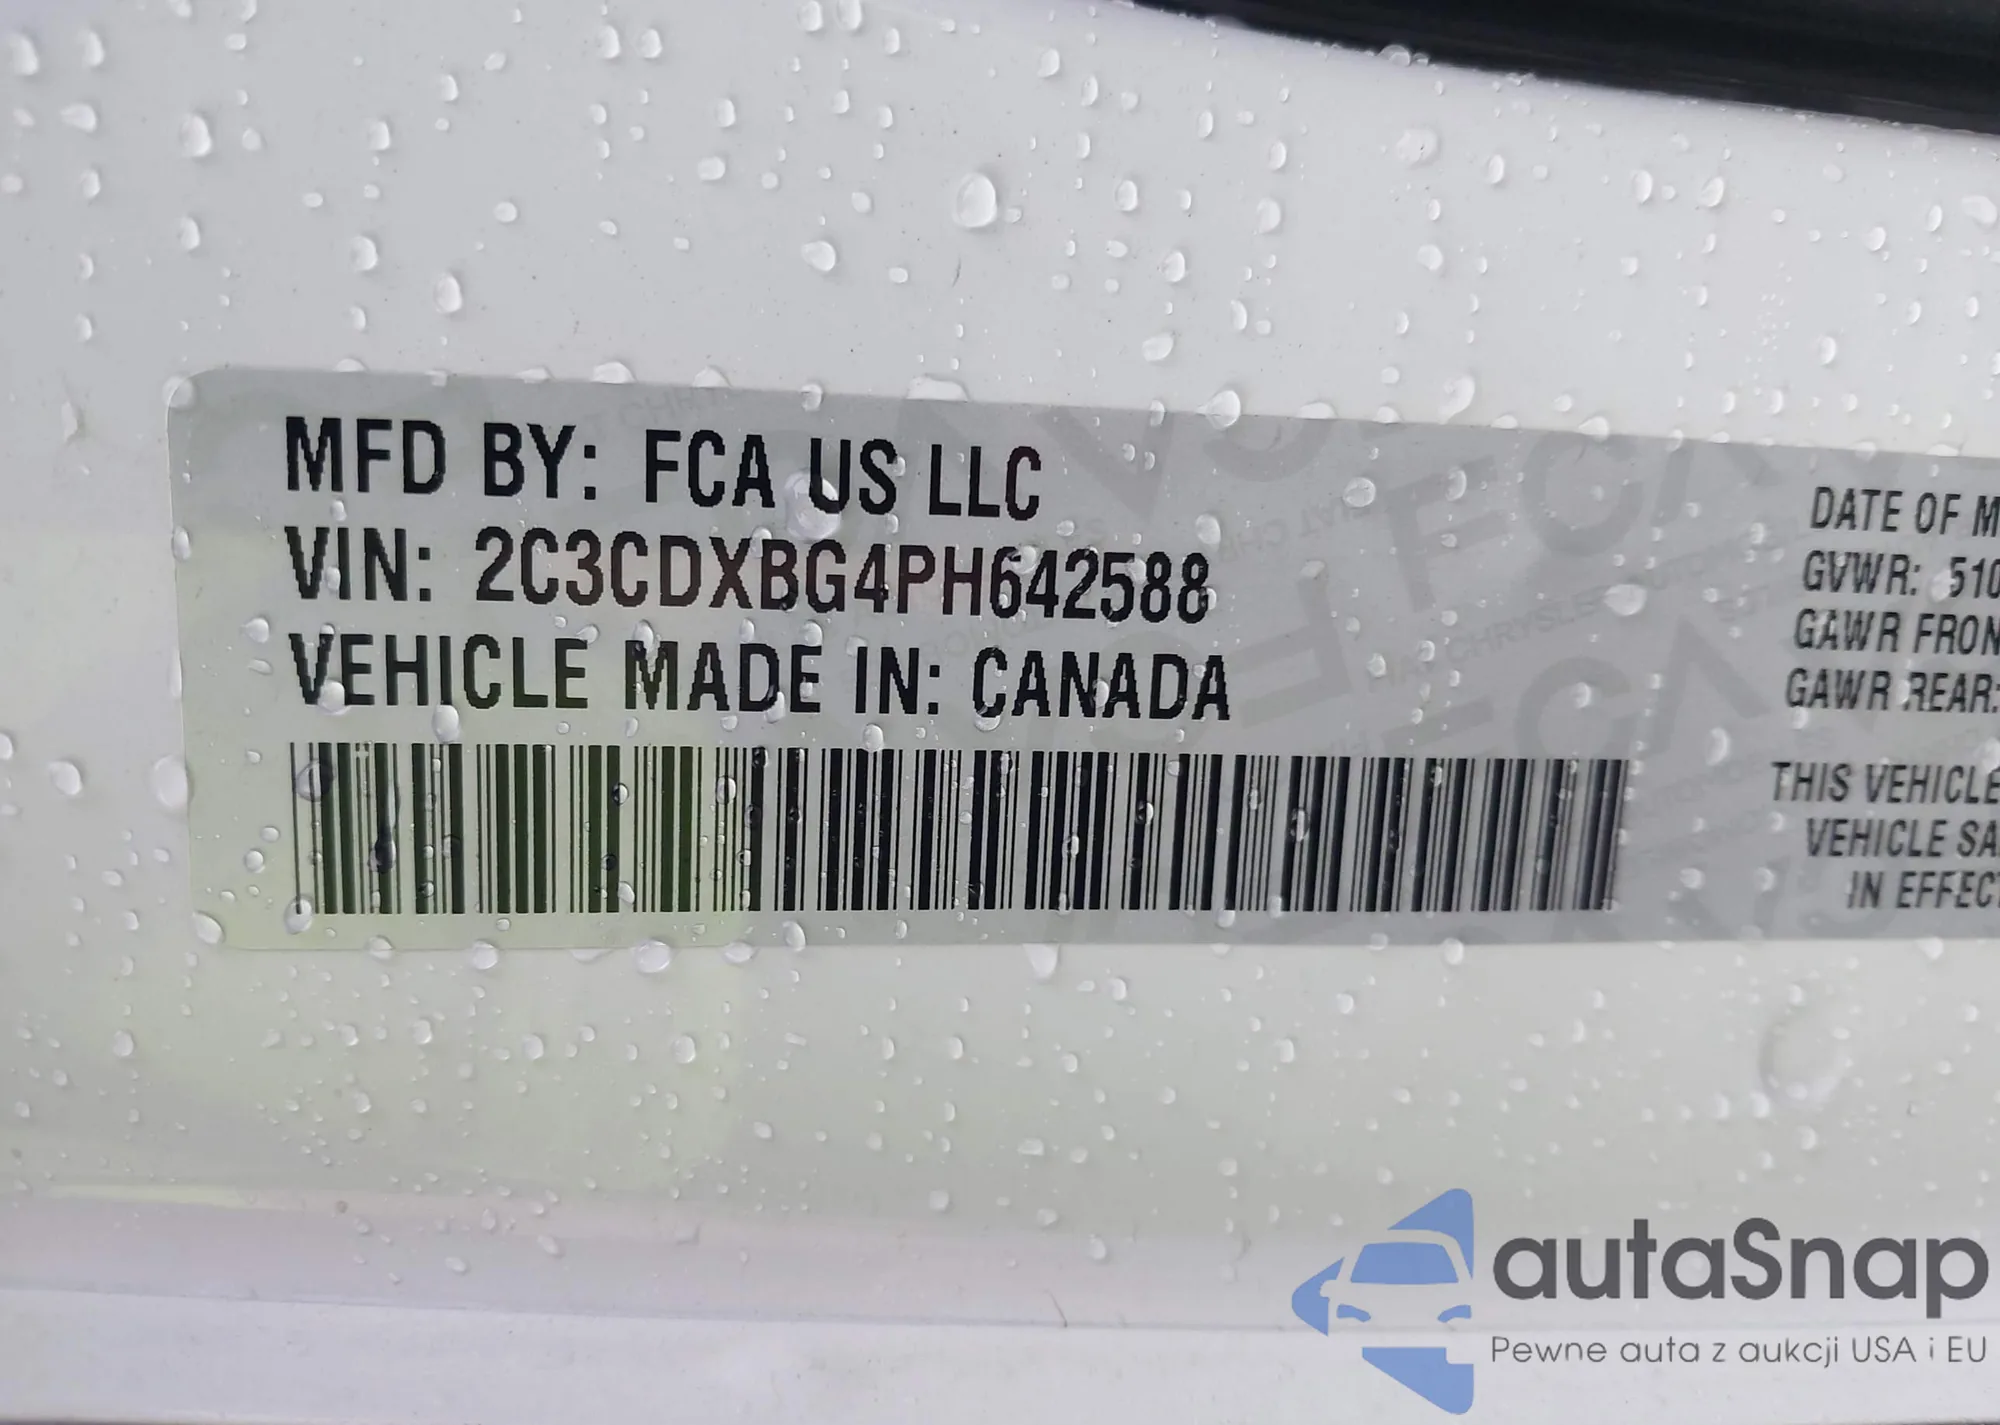 MFD BY: FCA US LLC
VIN: 2C3CDXBG4PH642588
VEHICLE MADE IN: CANADA
DATE OF M
GVWR: 510
GAWR FRON
GAWR REAR:
THIS VEHICLE
VEHICLE SA
IN EFFECT
autaSnap
Pewne auta z aukcji USA i EU